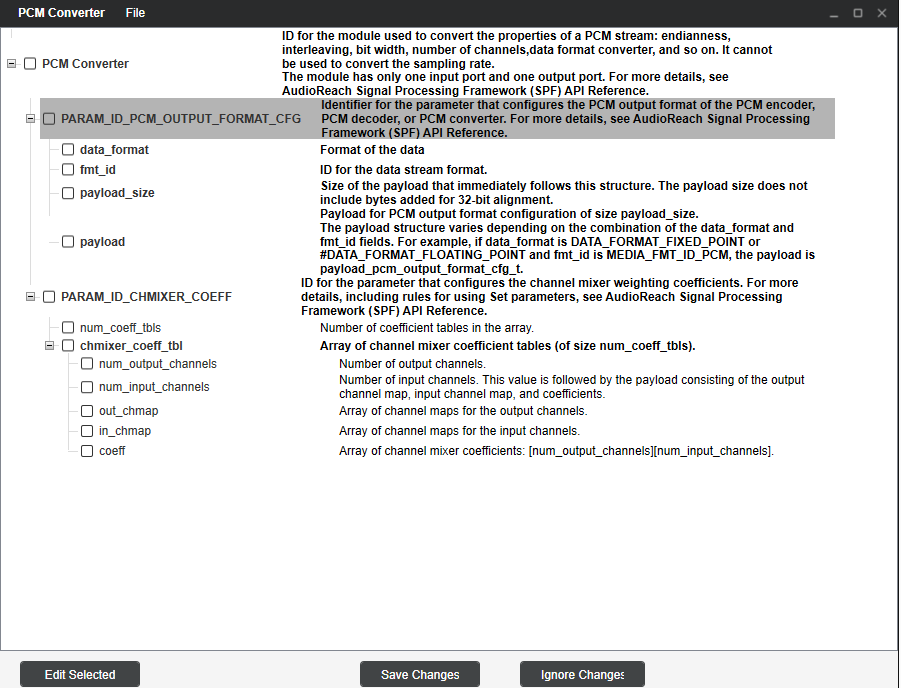 PCM Converter File
ID for the module used to convert the properties of a PCM stream: endianness,
interleaving, bit width, number of channels,data format converter, and so on. It cannot
PCM Converter be used to convert the sampling rate.
The module has only one input port and one output port. For more details, see
AudioReach Signal Processing Framework (SPF) API Reference.
Identifier for the parameter that configures the PCM output format of the PCM encoder,
PARAM_ID_PCM_OUTPUT_FORMAT_CFG PCM decoder, or PCM converter. For more details, see AudioReach Signal Processing
Framework (SPF) API Reference.
data_format Format of the data
fmt_id ID for the data stream format.
payload_size Size of the payload that immediately follows this structure. The payload size does not
include bytes added for 32-bit alignment.
Payload for PCM output format configuration of size payload_size.
The payload structure varies depending on the combination of the data_format and
payload fmt_id fields. For example, if data_format is DATA_FORMAT_FIXED_POINT or
#DATA_FORMAT_FLOATING_POINT and fmt_id is MEDIA_FMT_ID_PCM, the payload is
payload_pcm_output_format_cfg_t.
ID for the parameter that configures the channel mixer weighting coefficients. For more
PARAM_ID_CHMIXER_COEFF details, including rules for using Set parameters, see AudioReach Signal Processing
Framework (SPF) API Reference.
num_coeff_tbls Number of coefficient tables in the array.
chmixer_coeff_tbl Array of channel mixer coefficient tables (of size num_coeff_tbls).
num_output_channels Number of output channels.
num_input_channels Number of input channels. This value is followed by the payload consisting of the output
channel map, input channel map, and coefficients.
out_chmap Array of channel maps for the output channels.
in_chmap Array of channel maps for the input channels.
coeff Array of channel mixer coefficients: [num_output_channels][num_input_channels].
Edit Selected Save Changes Ignore Changes